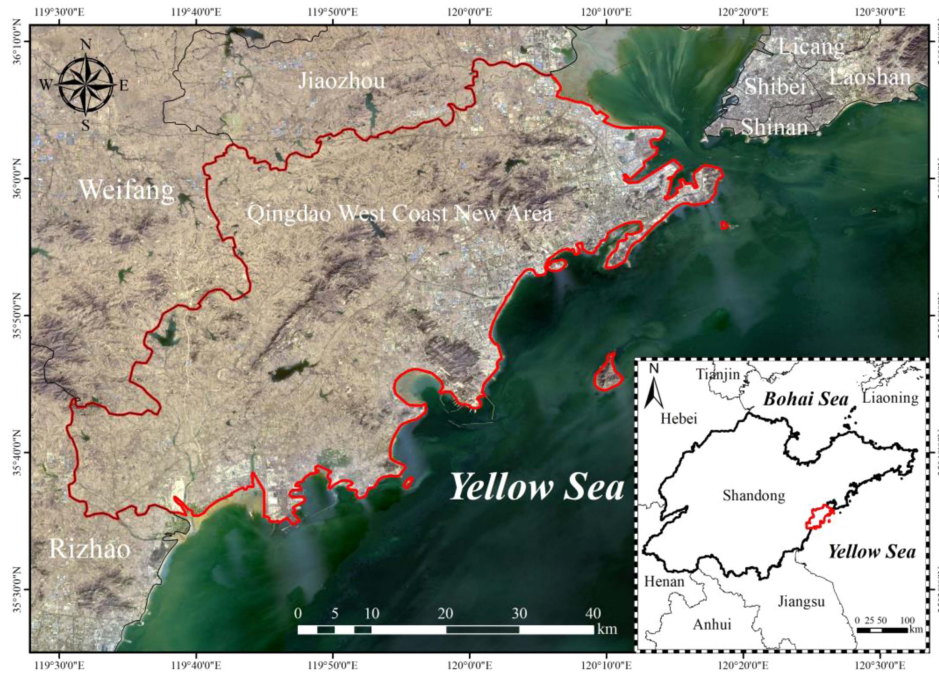 119°30'0"E 119°40'0"E 119°50'0"E 120°0'0"E 120°10'0"E 120°20'0"E 120°30'0"E
36°10'0"N
N
W E
S
Jiaozhou
Licang
Shibei
Laoshan
Shinan
36°0'0"N
Weifang
Qingdao West Coast New Area
35°50'0"N
35°40'0"N
Yellow Sea
Rizhao
35°30'0"N
0 5 10 20 30 40
km
N
Tianjin
Bohai Sea
Liaoning
Hebei
Shandong
Yellow Sea
Henan
Jiangsu
Anhui
0 25 50 100
km
119°30'0"E 119°40'0"E 119°50'0"E 120°0'0"E 120°10'0"E 120°20'0"E 120°30'0"E